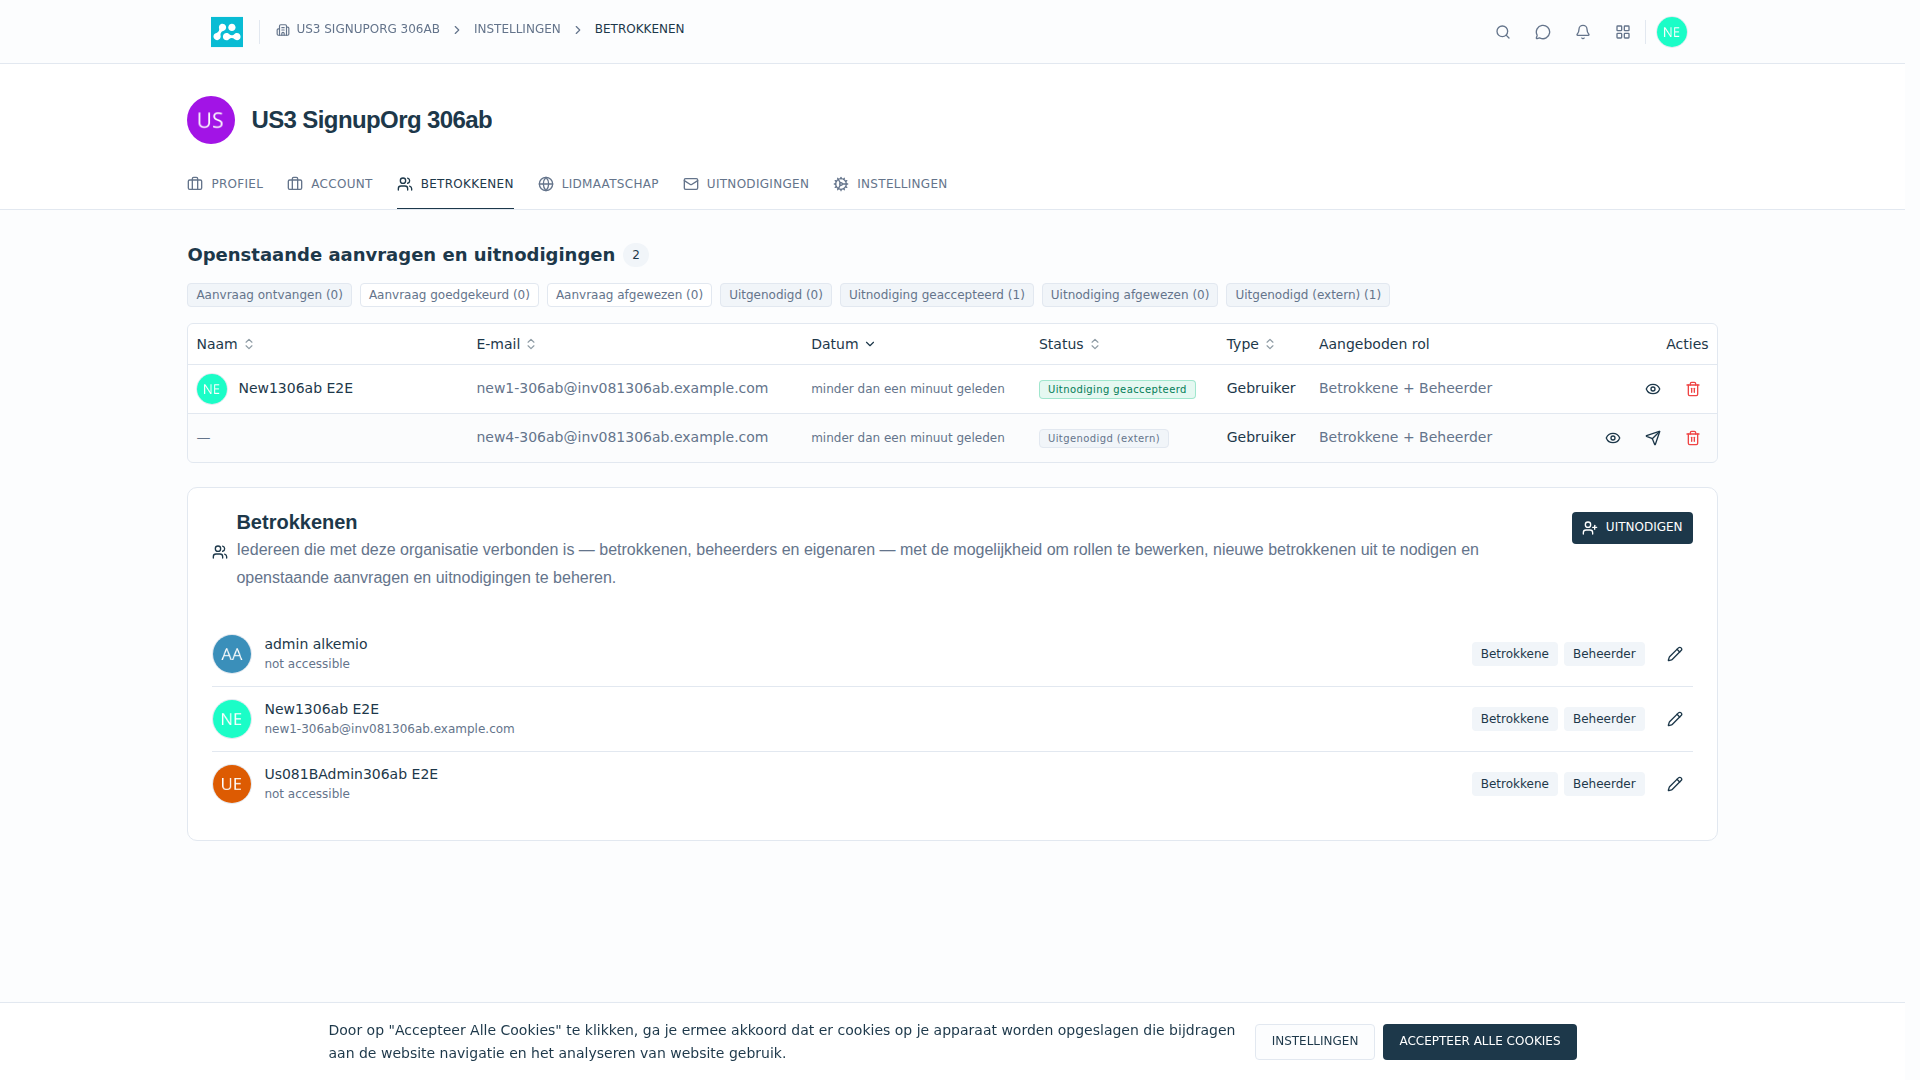 US3 SIGNUPORG 306AB > INSTELLINGEN > BETROKKENEN
NE
US
US3 SignupOrg 306ab
PROFIEL ACCOUNT BETROKKENEN LIDMAATSCHAP UITNODIGINGEN INSTELLINGEN
Openstaande aanvragen en uitnodigingen 2
Aanvraag ontvangen (0) Aanvraag goedgekeurd (0) Aanvraag afgewezen (0) Uitgenodigd (0) Uitnodiging geaccepteerd (1) Uitnodiging afgewezen (0) Uitgenodigd (extern) (1)
Naam E-mail Datum Status Type Aangeboden rol Acties
NE New1306ab E2E new1-306ab@inv081306ab.example.com minder dan een minuut geleden Uitnodiging geaccepteerd Gebruiker Betrokkene + Beheerder
— new4-306ab@inv081306ab.example.com minder dan een minuut geleden Uitgenodigd (extern) Gebruiker Betrokkene + Beheerder
Betrokkenen
UITNODIGEN
Iedereen die met deze organisatie verbonden is — betrokkenen, beheerders en eigenaren — met de mogelijkheid om rollen te bewerken, nieuwe betrokkenen uit te nodigen en
openstaande aanvragen en uitnodigingen te beheren.
AA admin alkemio Betrokkene Beheerder
not accessible
NE New1306ab E2E Betrokkene Beheerder
new1-306ab@inv081306ab.example.com
UE Us081BAdmin306ab E2E Betrokkene Beheerder
not accessible
Door op "Accepteer Alle Cookies" te klikken, ga je ermee akkoord dat er cookies op je apparaat worden opgeslagen die bijdragen
aan de website navigatie en het analyseren van website gebruik.
INSTELLINGEN ACCEPTEER ALLE COOKIES